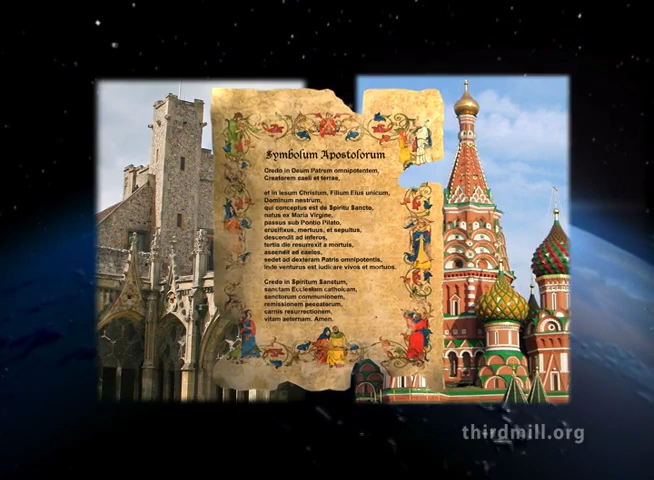 Symbolum Apostolorum
Credo in Deum Patrem omnipotentem,
Creatorem caeli et terrae,
et in Iesum Christum, Filium Eius unicum,
Dominum nostrum,
qui conceptus est de Spiritu Sancto,
natus ex Maria Virgine,
passus sub Pontio Pilato,
crucifixus, mortuus, et sepultus,
descendit ad inferos,
tertia die resurrexit a mortuis,
ascendit ad caelos,
sedet ad dexteram Patris omnipotentis,
inde venturus est iudicare vivos et mortuos.
Credo in Spiritum Sanctum,
sanctam Ecclesiam catholicam,
sanctorum communionem,
remissionem peccatorum,
carnis resurrectionem,
vitam aeternam. Amen.
thirdmill.org